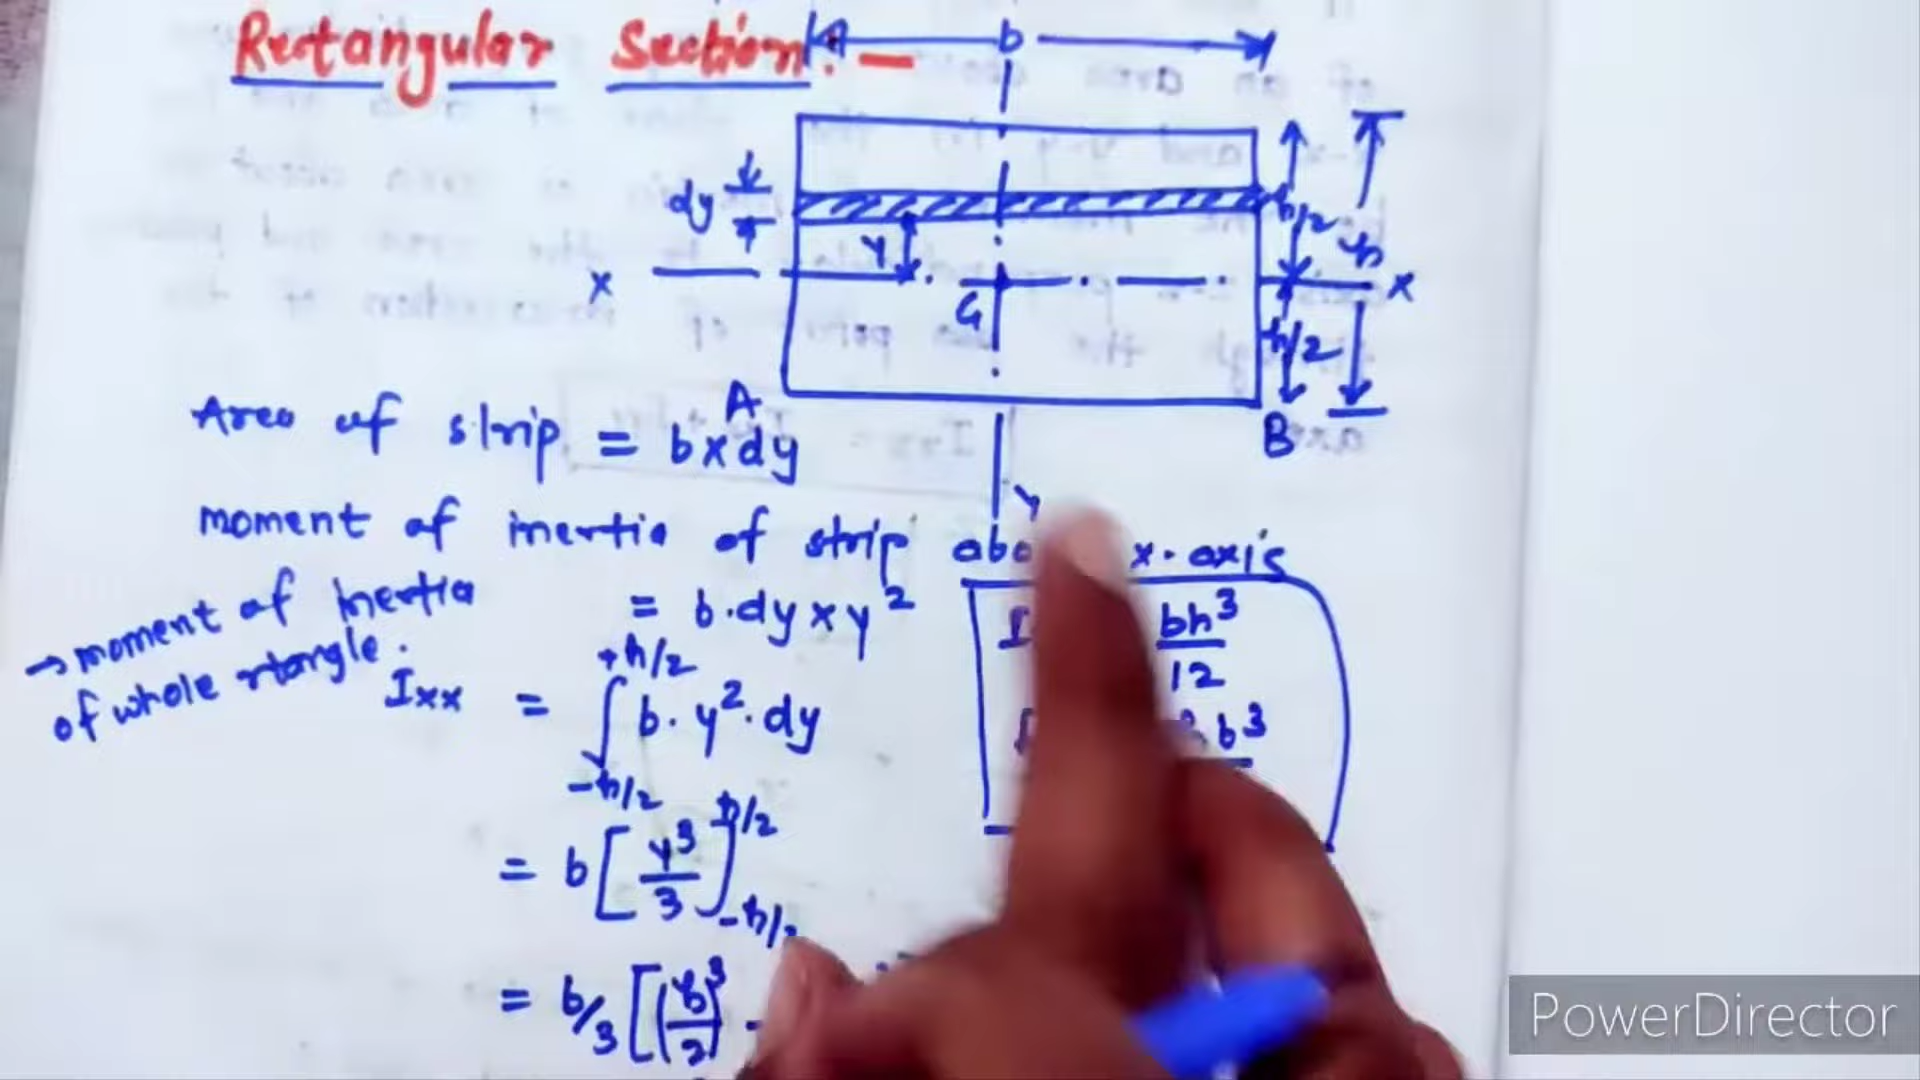 Rectangular Section: —
b
dy
h/2
Y
h
x
x
G
h/2
A
B
Area of strip = b x dy
Y
moment of inertia of strip x-axis
= b.dy x y²
→ moment of inertia
of whole rtangle.
+h/2
Ixx = ∫ b. y². dy
-h/2
I bh³
12
b³
h/2
= b [ y³
3 ]
-h/2
= b/3 [(h
2)³ -
PowerDirector